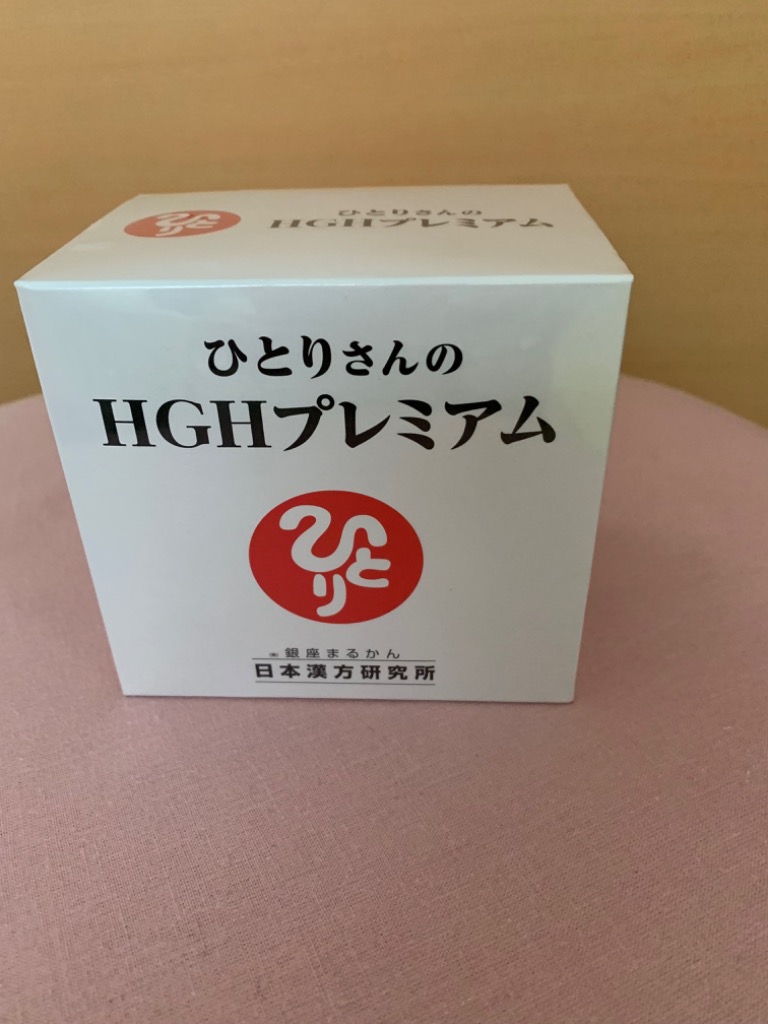 ひとり
ひとりさんの
HGHプレミアム
ひとりさんの
HGHプレミアム
ひとり
銀座まるかん
日本漢方研究所